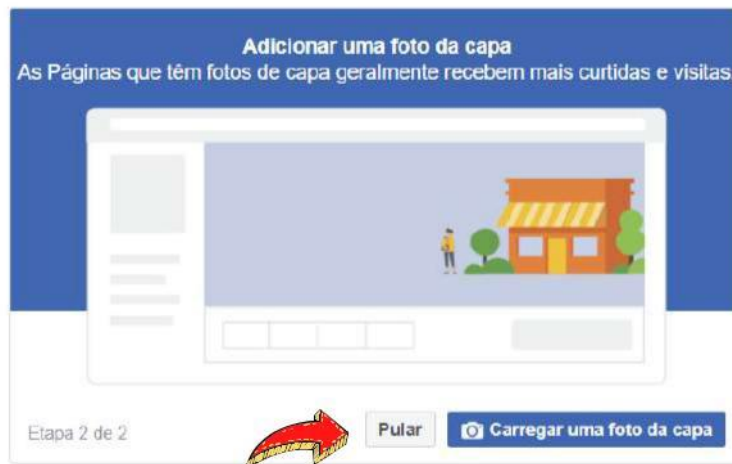 Adicionar uma foto da capa
As Páginas que têm fotos de capa geralmente recebem mais curtidas e visitas
Etapa 2 de 2
Pular
Carregar uma foto da capa